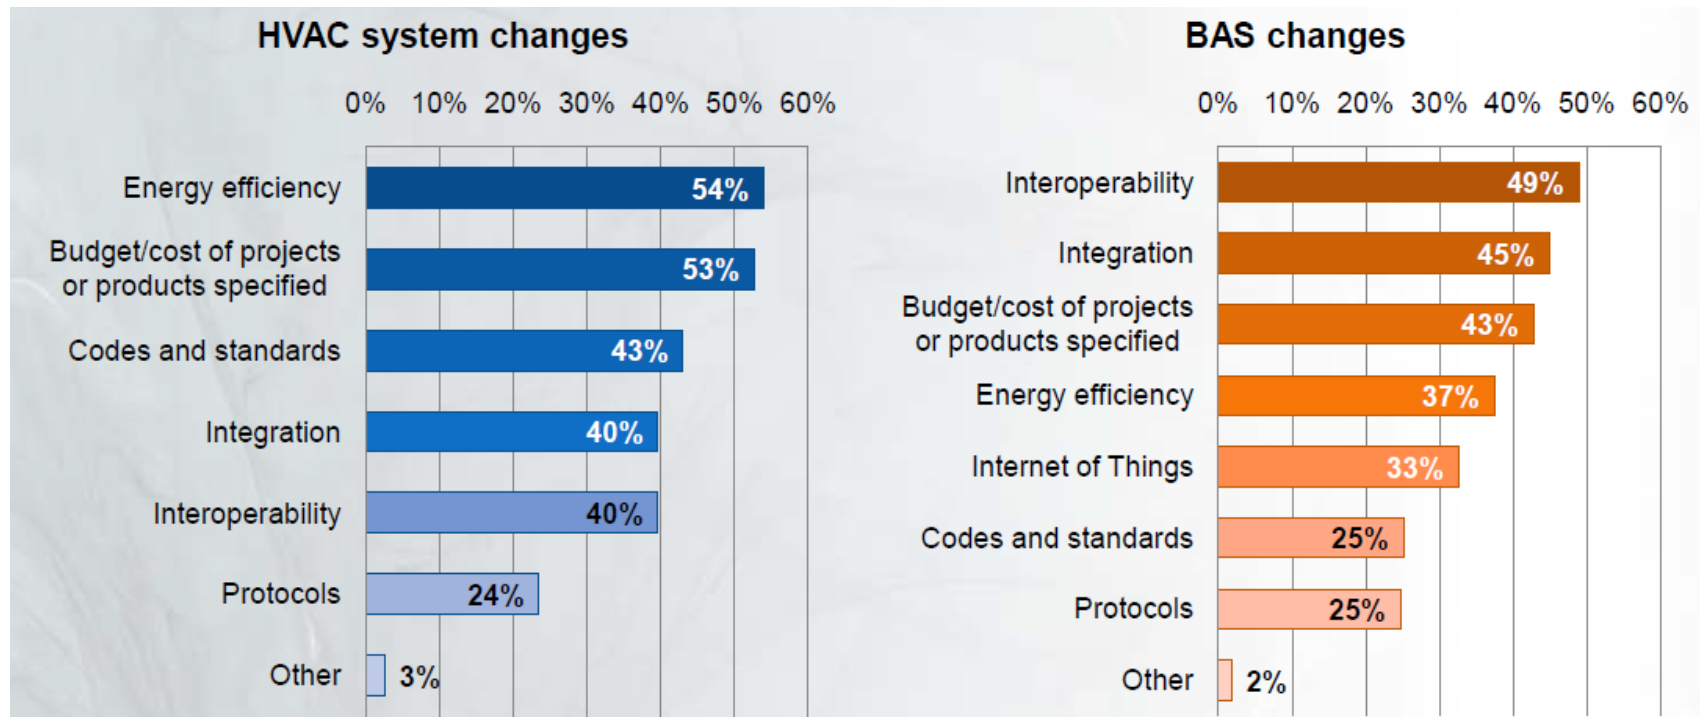 HVAC system changes
0% 10% 20% 30% 40% 50% 60%
Energy efficiency 54%
Budget/cost of projects
or products specified 53%
Codes and standards 43%
Integration 40%
Interoperability 40%
Protocols 24%
Other 3%
BAS changes
0% 10% 20% 30% 40% 50% 60%
Interoperability 49%
Integration 45%
Budget/cost of projects
or products specified 43%
Energy efficiency 37%
Internet of Things 33%
Codes and standards 25%
Protocols 25%
Other 2%